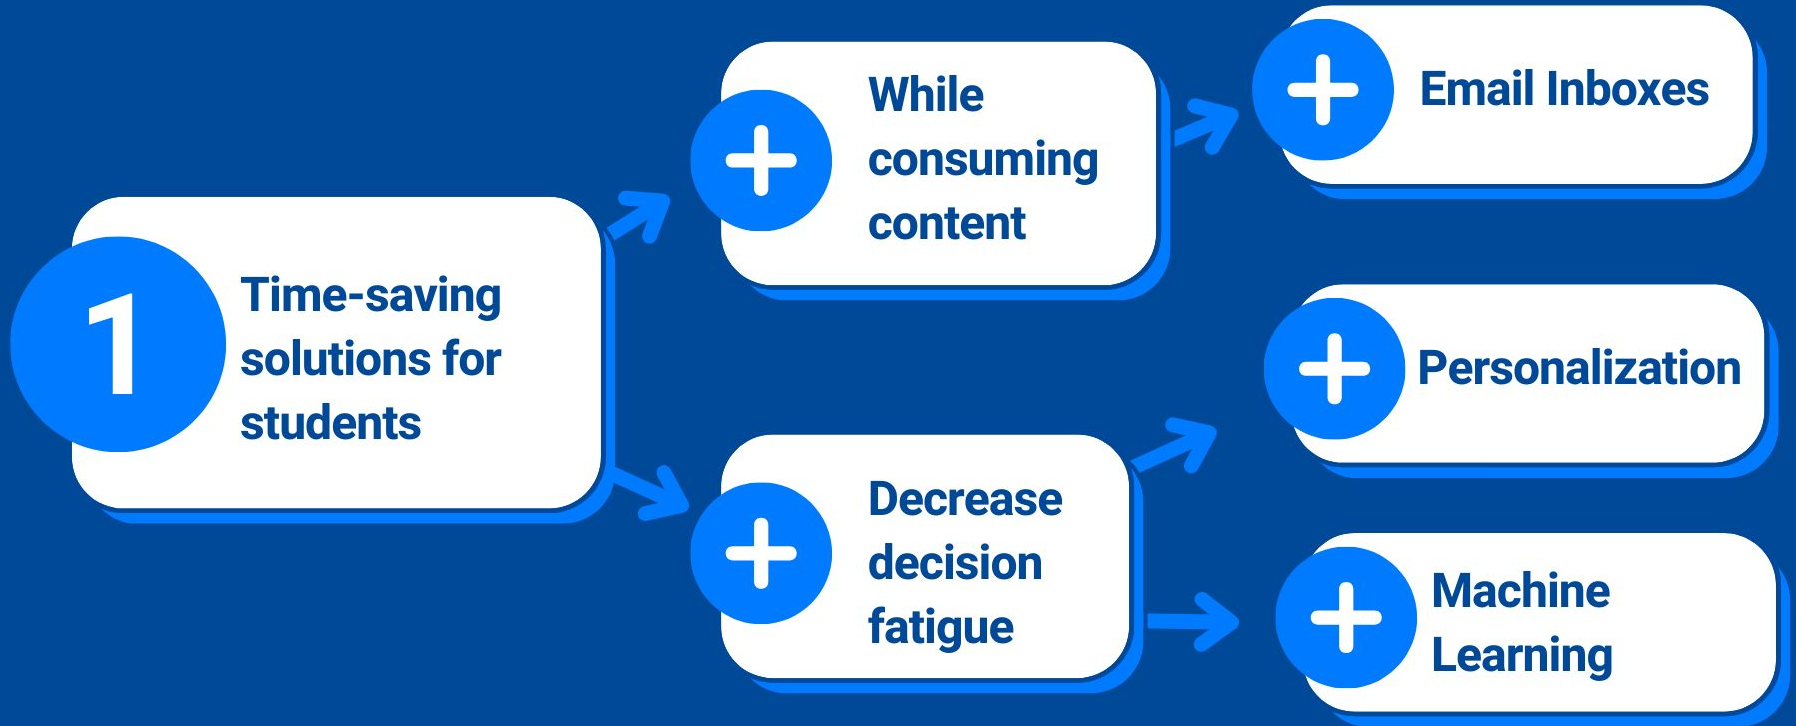 1
Time-saving
solutions for
students
While
consuming
content
Email Inboxes
Decrease
decision
fatigue
Personalization
Machine
Learning